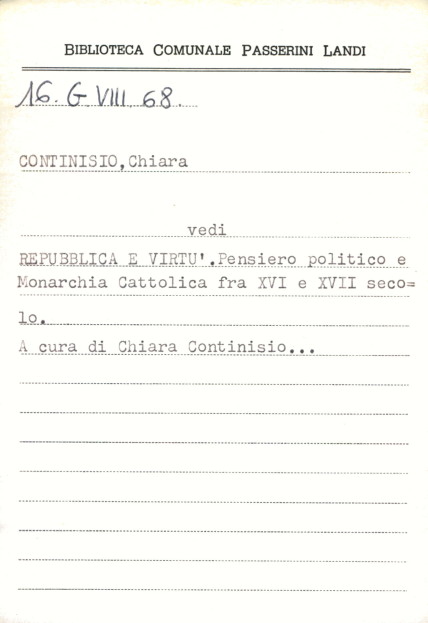 BIBLIOTECA COMUNALE PASSERINI LANDI
16. G. VIII. 68.
CONTINISIO,Chiara
vedi
REPUBBLICA E VIRTU'.Pensiero politico e
Monarchia Cattolica fra XVI e XVII seco=
lo.
A cura di Chiara Continisio...